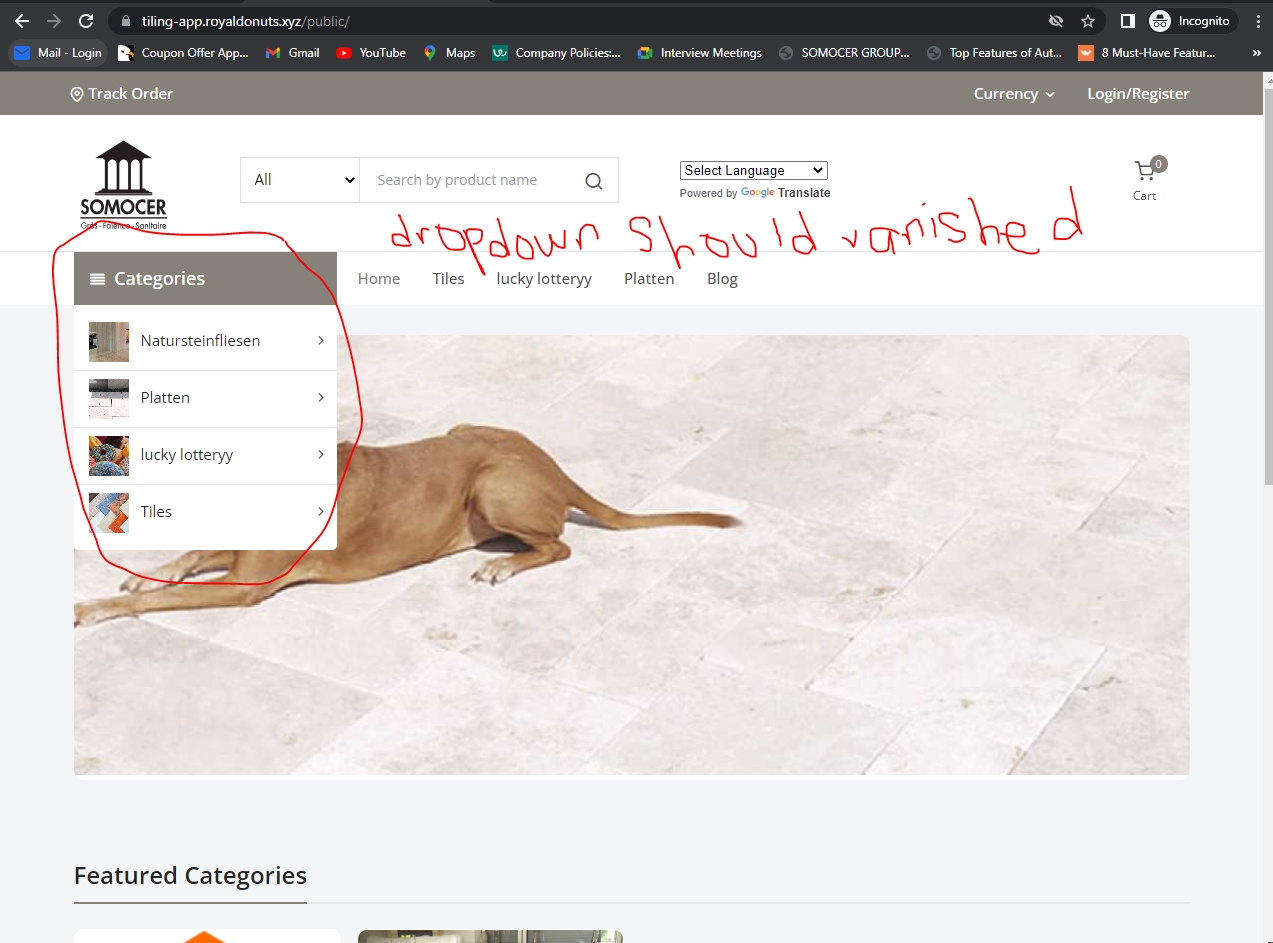 tiling-app.royaldonuts.xyz/public/
Incognito
Mail - Login
Coupon Offer App...
Gmail
YouTube
Maps
Company Policies:...
Interview Meetings
SOMOCER GROUP...
Top Features of Aut...
8 Must-Have Featur...
»
Track Order
Currency
Login/Register
SOMOCER
Grès - Faïence - Sanitaire
All
Search by product name
Select Language
Powered by Google Translate
0
Cart
dropdown should vanished
Categories
Home
Tiles
lucky lotteryy
Platten
Blog
Natursteinfliesen
Platten
lucky lotteryy
Tiles
Featured Categories